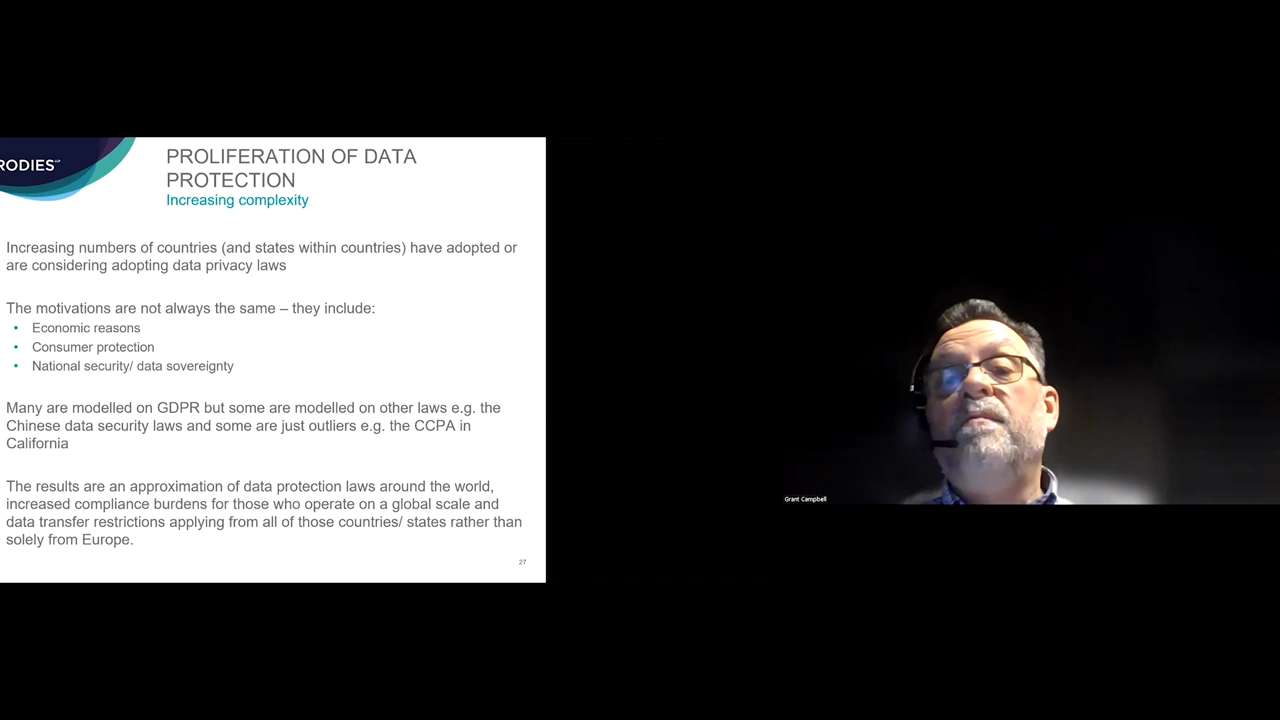 RODIES LLP
PROLIFERATION OF DATA
PROTECTION
Increasing complexity
Increasing numbers of countries (and states within countries) have adopted or
are considering adopting data privacy laws
The motivations are not always the same – they include:
• Economic reasons
• Consumer protection
• National security/ data sovereignty
Many are modelled on GDPR but some are modelled on other laws e.g. the
Chinese data security laws and some are just outliers e.g. the CCPA in
California
The results are an approximation of data protection laws around the world,
increased compliance burdens for those who operate on a global scale and
data transfer restrictions applying from all of those countries/ states rather than
solely from Europe.
27
Grant Campbell